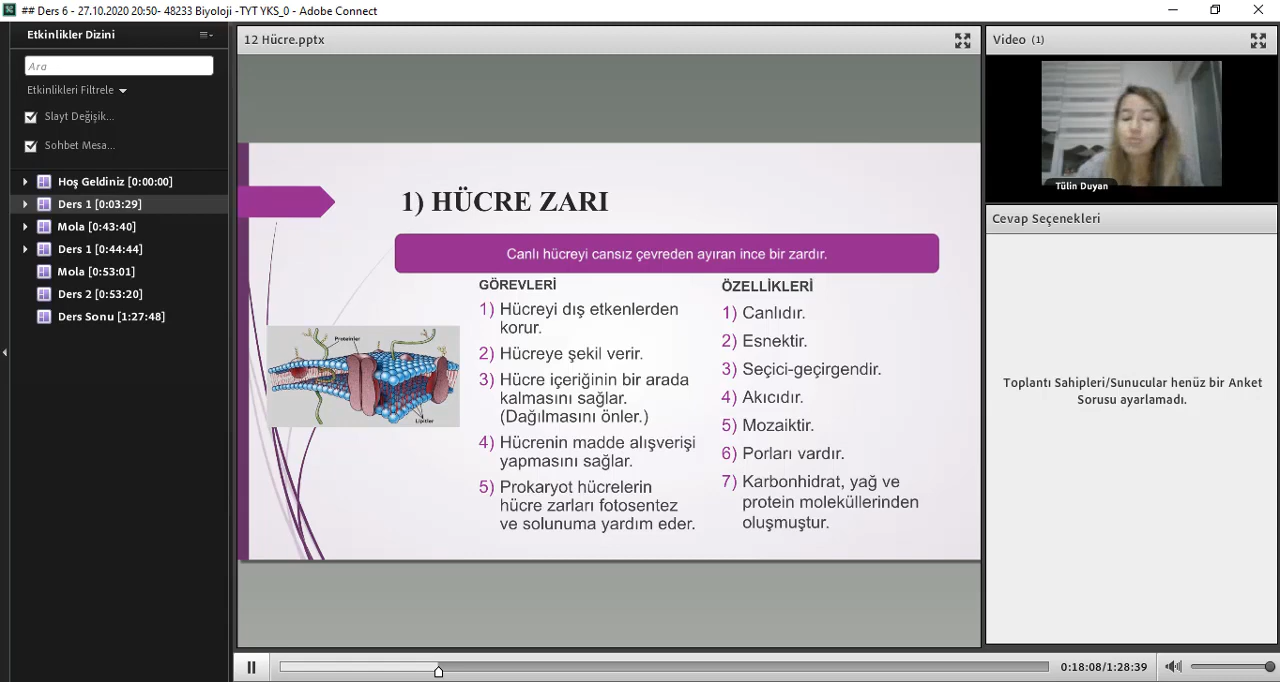 ## Ders 6 - 27.10.2020 20:50- 48233 Biyoloji -TYT YKS_0 - Adobe Connect
Etkinlikler Dizini
Ara
Etkinlikleri Filtrele
Slayt Değişik...
Sohbet Mesa...
Hoş Geldiniz [0:00:00]
Ders 1 [0:03:29]
Mola [0:43:40]
Ders 1 [0:44:44]
Mola [0:53:01]
Ders 2 [0:53:20]
Ders Sonu [1:27:48]
12 Hücre.pptx
1) HÜCRE ZARI
Canlı hücreyi cansız çevreden ayıran ince bir zardır.
GÖREVLERİ
1) Hücreyi dış etkenlerden
korur.
2) Hücreye şekil verir.
3) Hücre içeriğinin bir arada
kalmasını sağlar.
(Dağılmasını önler.)
4) Hücrenin madde alışverişi
yapmasını sağlar.
5) Prokaryot hücrelerin
hücre zarları fotosentez
ve solunuma yardım eder.
ÖZELLİKLERİ
1) Canlıdır.
2) Esnektir.
3) Seçici-geçirgendir.
4) Akıcıdır.
5) Mozaiktir.
6) Porları vardır.
7) Karbonhidrat, yağ ve
protein moleküllerinden
oluşmuştur.
Proteinler
Lipitler
Video (1)
Tülin Duyan
Cevap Seçenekleri
Toplantı Sahipleri/Sunucular henüz bir Anket
Sorusu ayarlamadı.
0:18:08/1:28:39